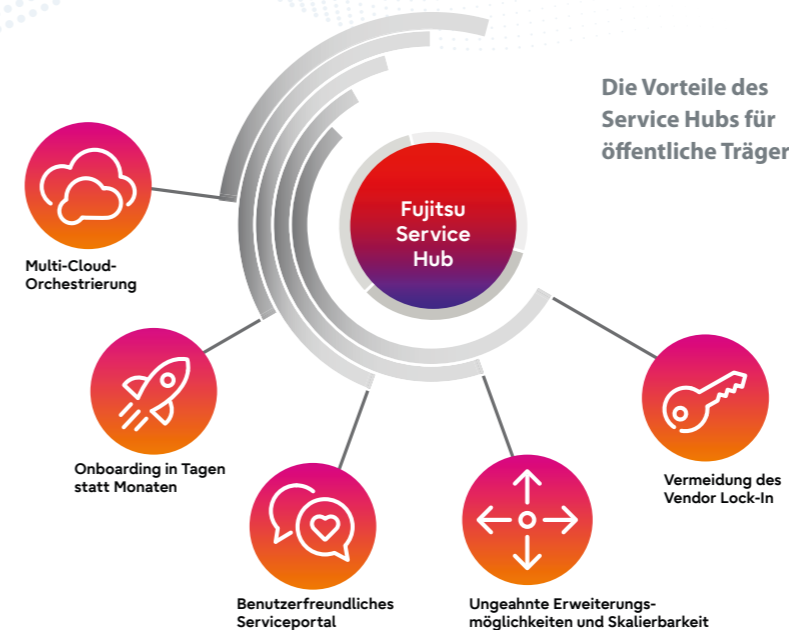 Die Vorteile des
Service Hubs für
öffentliche Träger
Fujitsu
Service
Hub
Multi-Cloud-
Orchestrierung
Onboarding in Tagen
statt Monaten
Benutzerfreundliches
Serviceportal
Ungeahnte Erweiterungs-
möglichkeiten und Skalierbarkeit
Vermeidung des
Vendor Lock-In